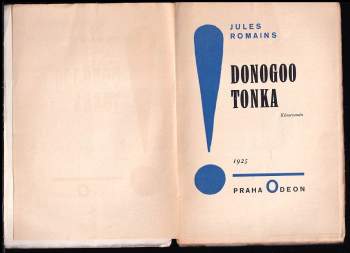 JULES
ROMAINS
DONOGOO
TONKA
1925
PRAHA ODEON